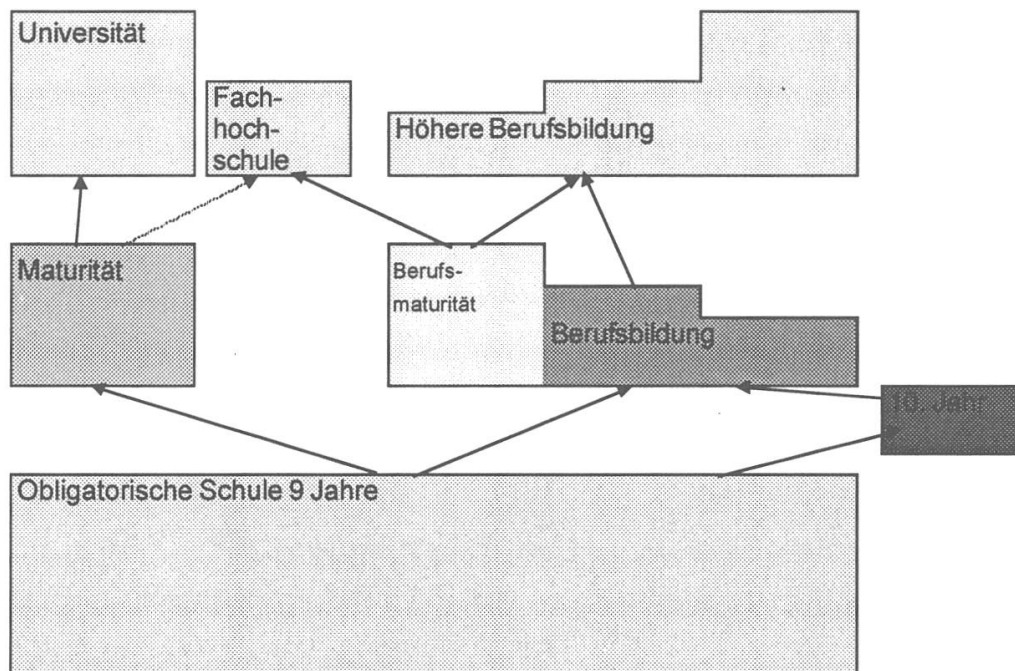 Universität
Fach-
hoch-
schule
Höhere Berufsbildung
Maturität
Berufs-
maturität
Berufsbildung
10. Jahr
Obligatorische Schule 9 Jahre